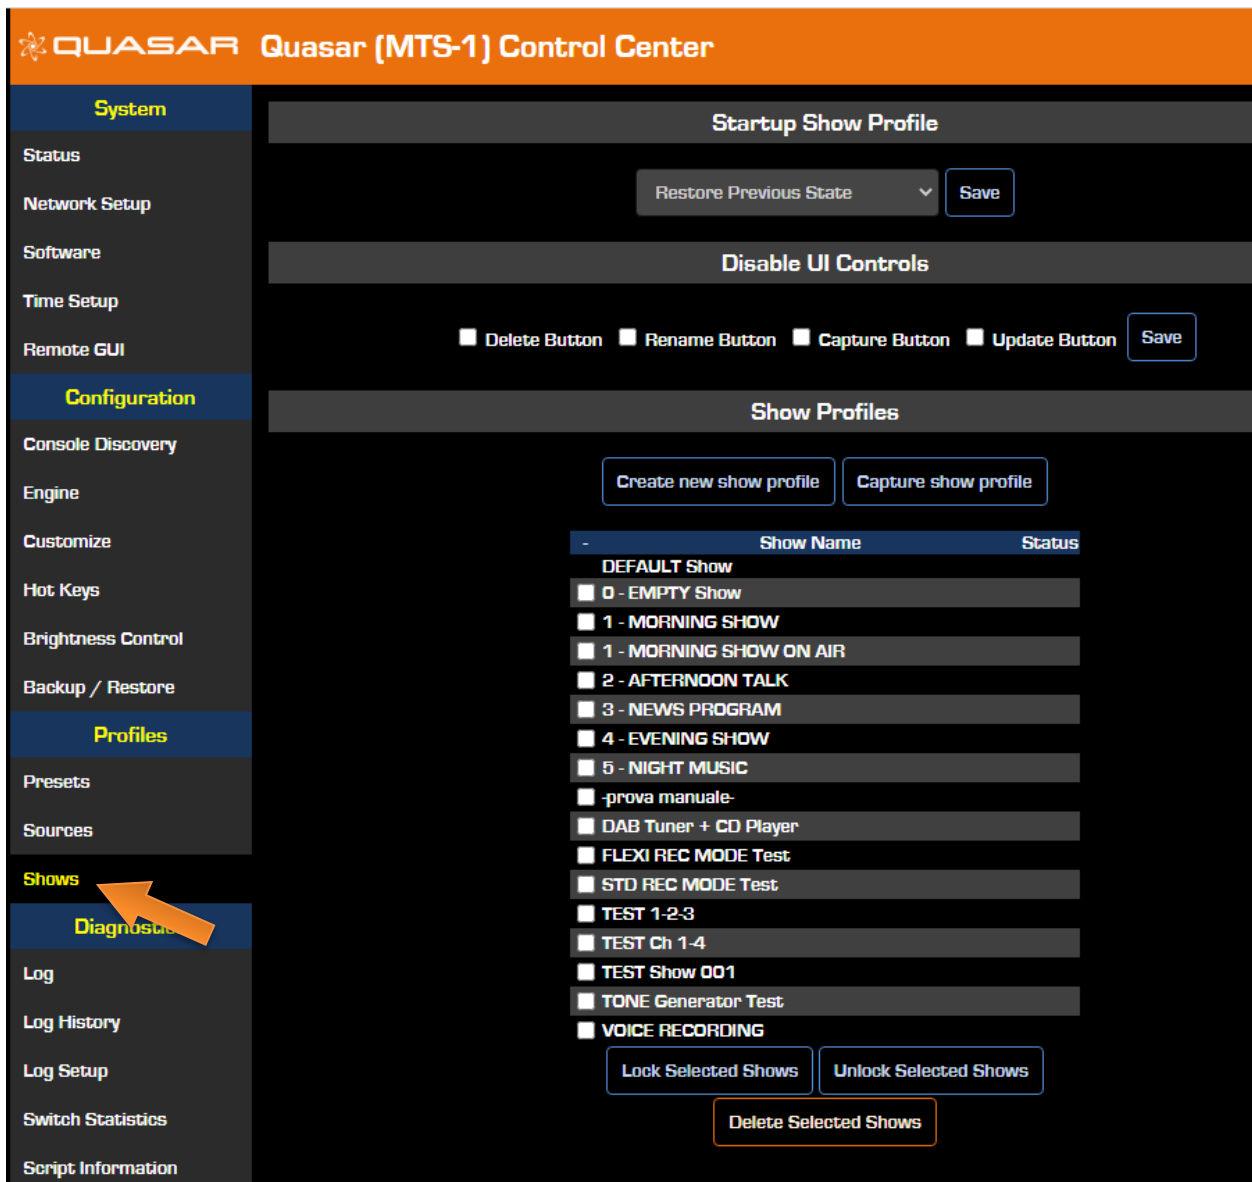 QUASAR Quasar (MTS-1) Control Center
System
Status
Network Setup
Software
Time Setup
Remote GUI
Configuration
Console Discovery
Engine
Customize
Hot Keys
Brightness Control
Backup / Restore
Profiles
Presets
Sources
Shows
Log
Log History
Log Setup
Switch Statistics
Script Information
Startup Show Profile
Restore Previous State Save
Disable UI Controls
Delete Button Rename Button Capture Button Update Button Save
Show Profiles
Create new show profile Capture show profile
- Show Name Status
DEFAULT Show
0 - EMPTY Show
1 - MORNING SHOW
1 - MORNING SHOW ON AIR
2 - AFTERNOON TALK
3 - NEWS PROGRAM
4 - EVENING SHOW
5 - NIGHT MUSIC
-prova manuale-
DAB Tuner + CD Player
FLEXI REC MODE Test
STD REC MODE Test
TEST 1-2-3
TEST Ch 1-4
TEST Show 001
TONE Generator Test
VOICE RECORDING
Lock Selected Shows Unlock Selected Shows
Delete Selected Shows